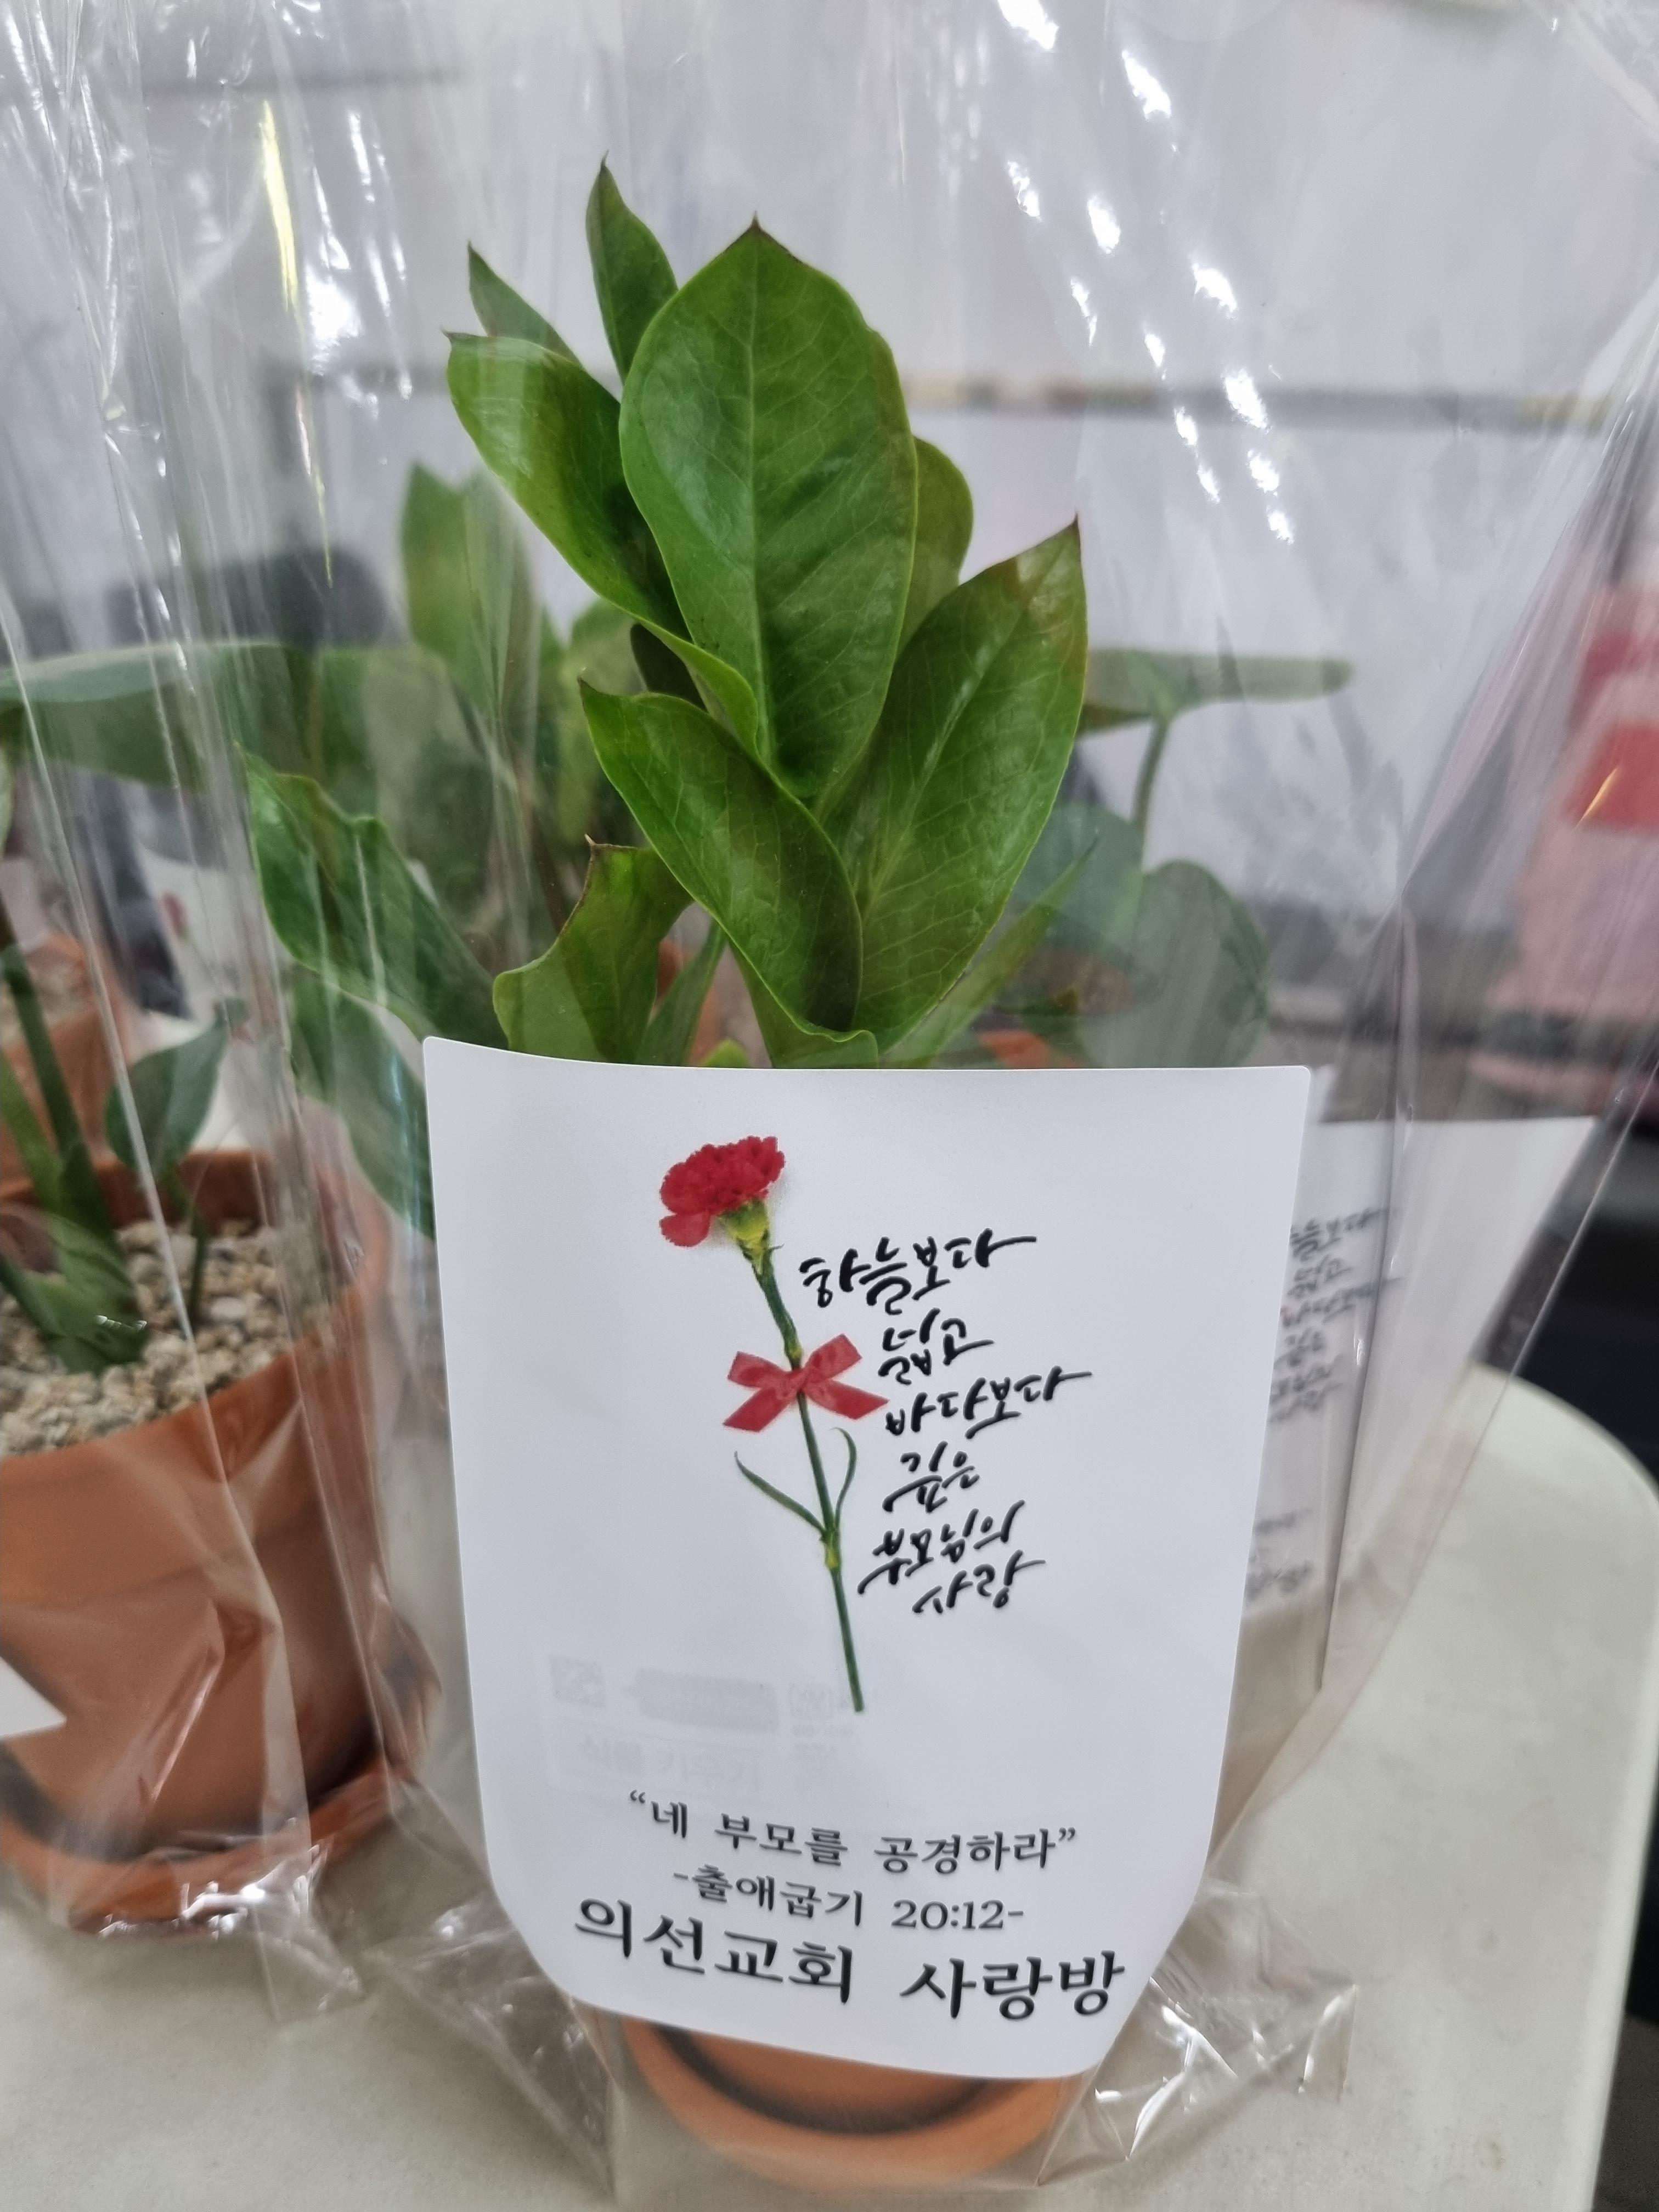 하늘보다
넓고
바다보다
깊은
부모님의
사랑
“네 부모를 공경하라”
-출애굽기 20:12-
의선교회 사랑방